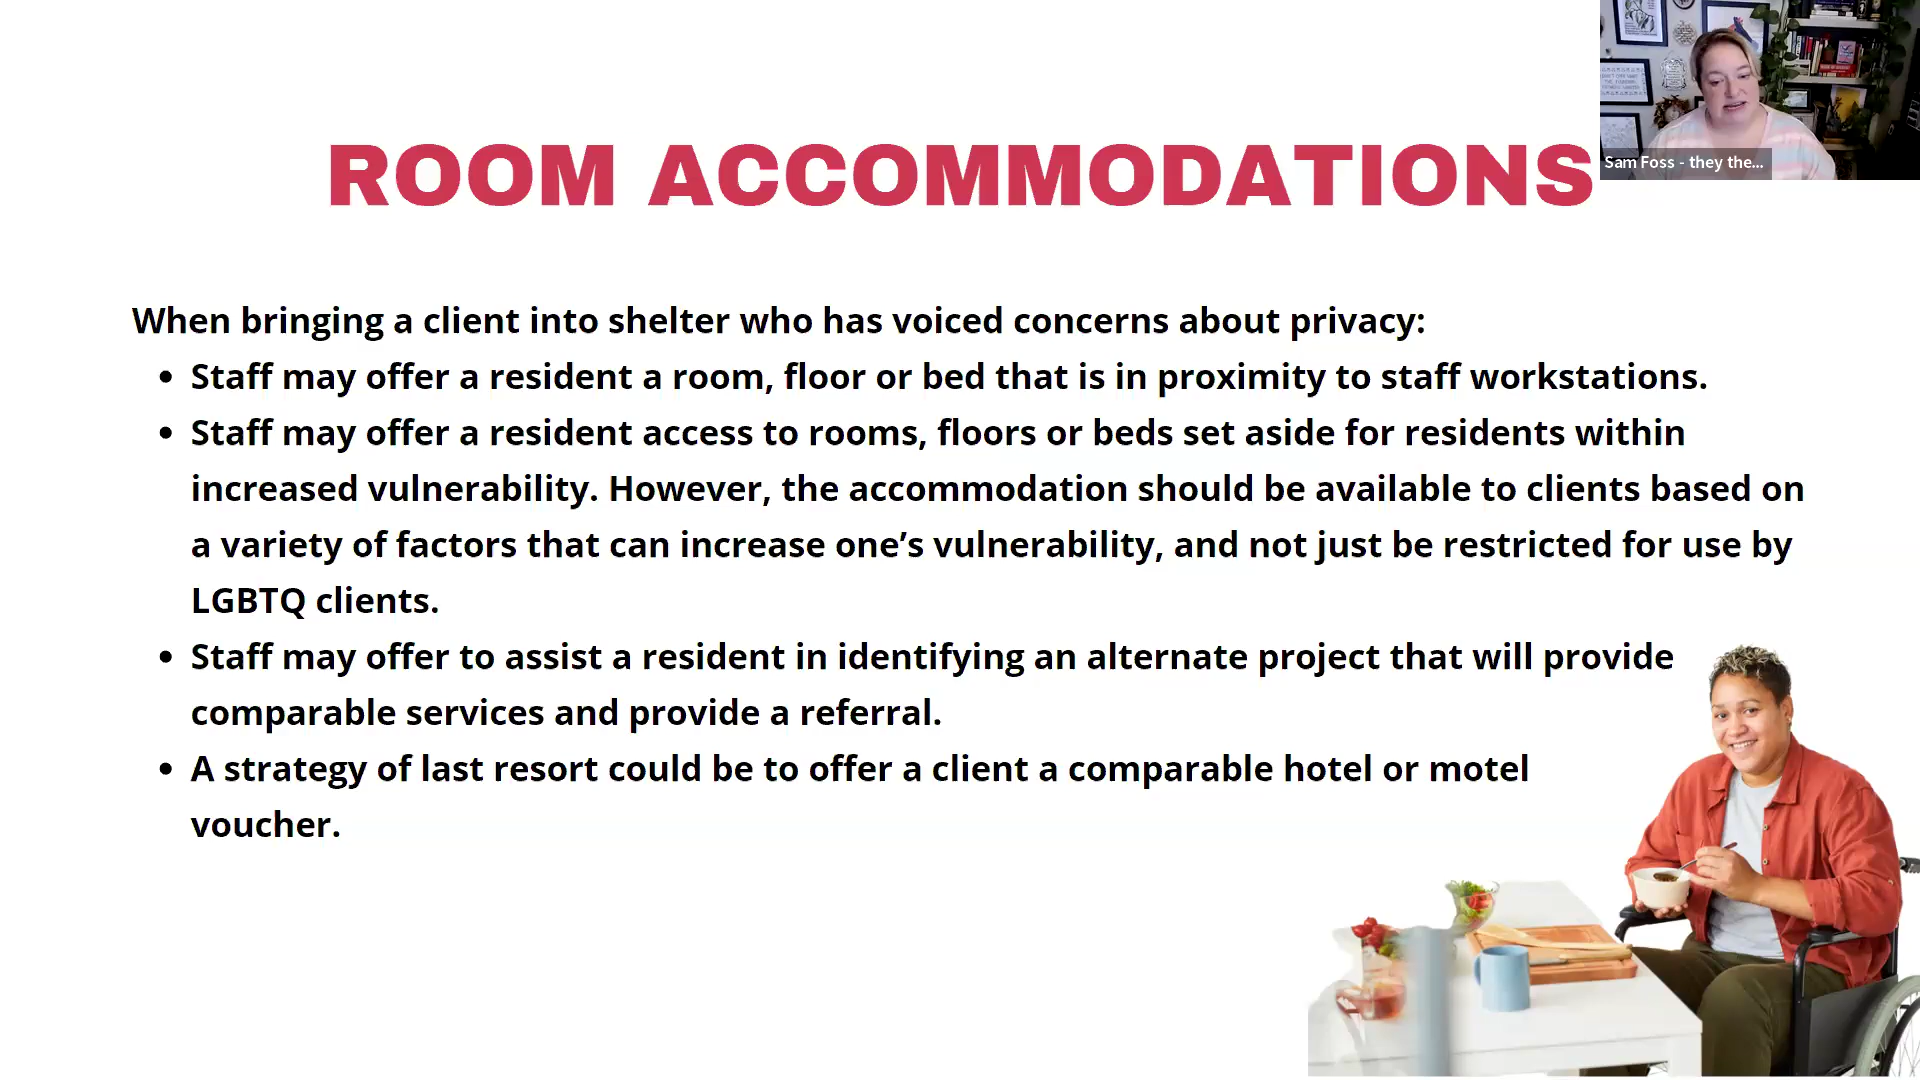 ROOM ACCOMMODATIONS
Sam Foss - they the...
When bringing a client into shelter who has voiced concerns about privacy:
• Staff may offer a resident a room, floor or bed that is in proximity to staff workstations.
• Staff may offer a resident access to rooms, floors or beds set aside for residents within
increased vulnerability. However, the accommodation should be available to clients based on
a variety of factors that can increase one’s vulnerability, and not just be restricted for use by
LGBTQ clients.
• Staff may offer to assist a resident in identifying an alternate project that will provide
comparable services and provide a referral.
• A strategy of last resort could be to offer a client a comparable hotel or motel
voucher.